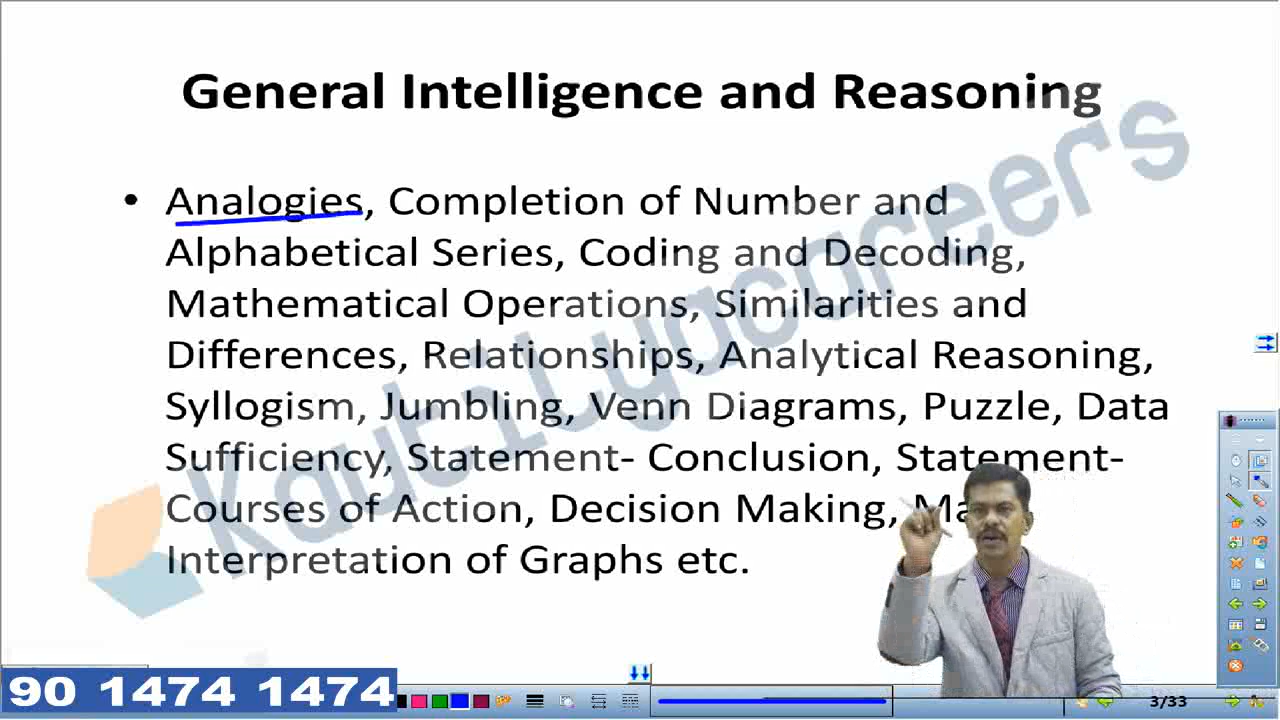 General Intelligence and Reasoning
• Analogies, Completion of Number and
Alphabetical Series, Coding and Decoding,
Mathematical Operations, Similarities and
Differences, Relationships, Analytical Reasoning,
Syllogism, Jumbling, Venn Diagrams, Puzzle, Data
Sufficiency, Statement- Conclusion, Statement-
Courses of Action, Decision Making,
Interpretation of Graphs etc.
Kautilyacareers
90 1474 1474
3/33